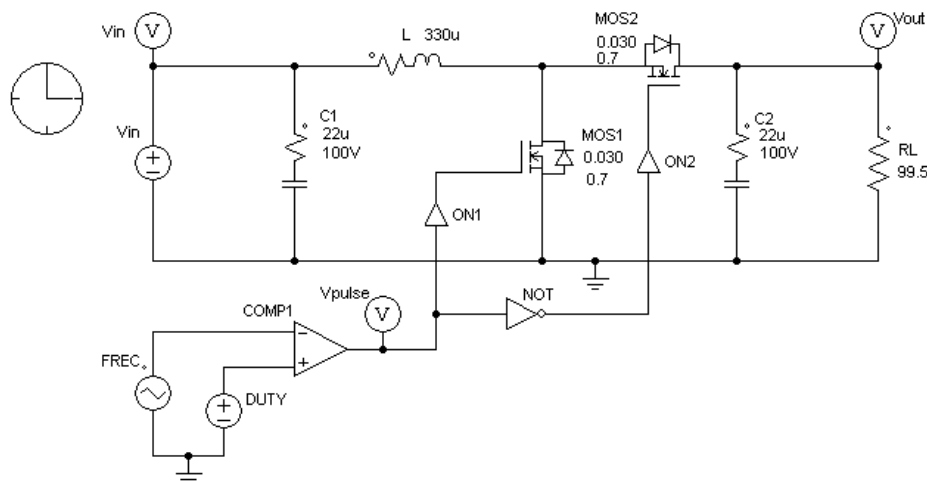 Vin
L 330u
MOS2
0.030
0.7
Vout
Vin
C1
22u
100V
MOS1
0.030
0.7
ON2
C2
22u
100V
RL
99.5
ON1
Vpulse
NOT
COMP1
FREC
DUTY